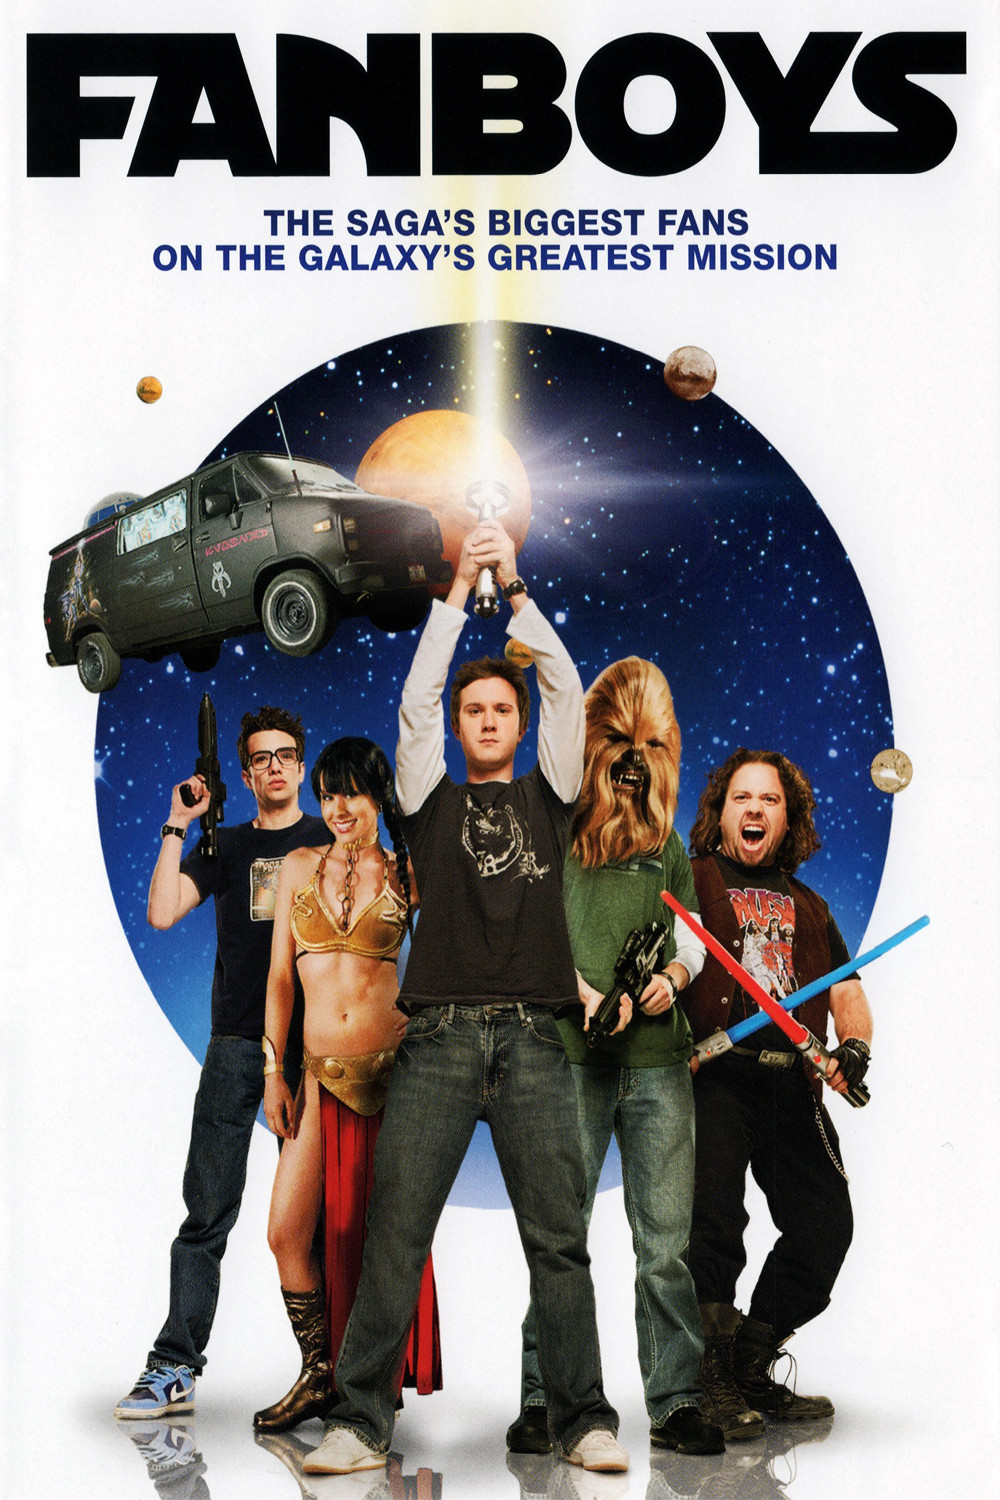 FANBOYS
THE SAGA'S BIGGEST FANS
ON THE GALAXY'S GREATEST MISSION